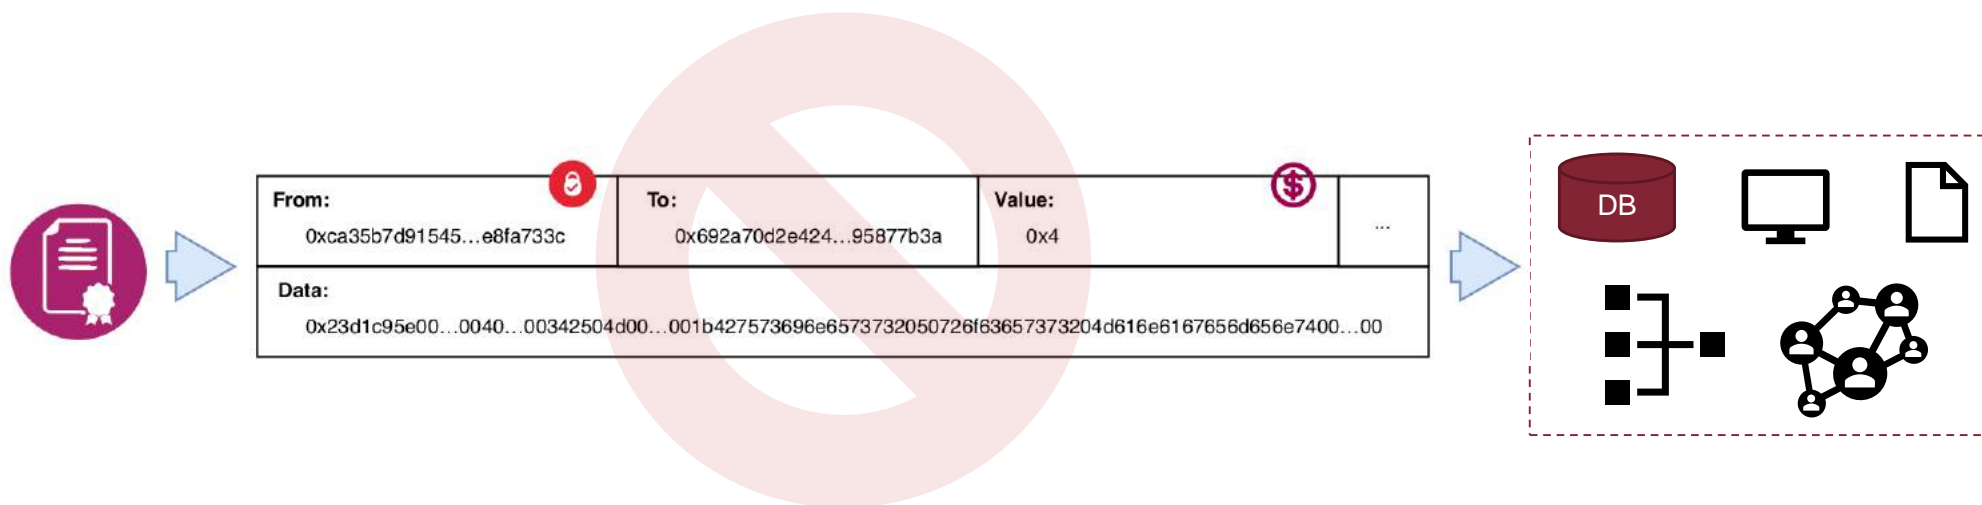 From:
0xca35b7d91545...e8fa733c
To:
0x692a70d2e424...95877b3a
Value:
0x4
...
Data:
0x23d1c95e00...0040...00342504d00...001b427573696e6573732050726f63657373204d616e6167656d656e7400...00
DB